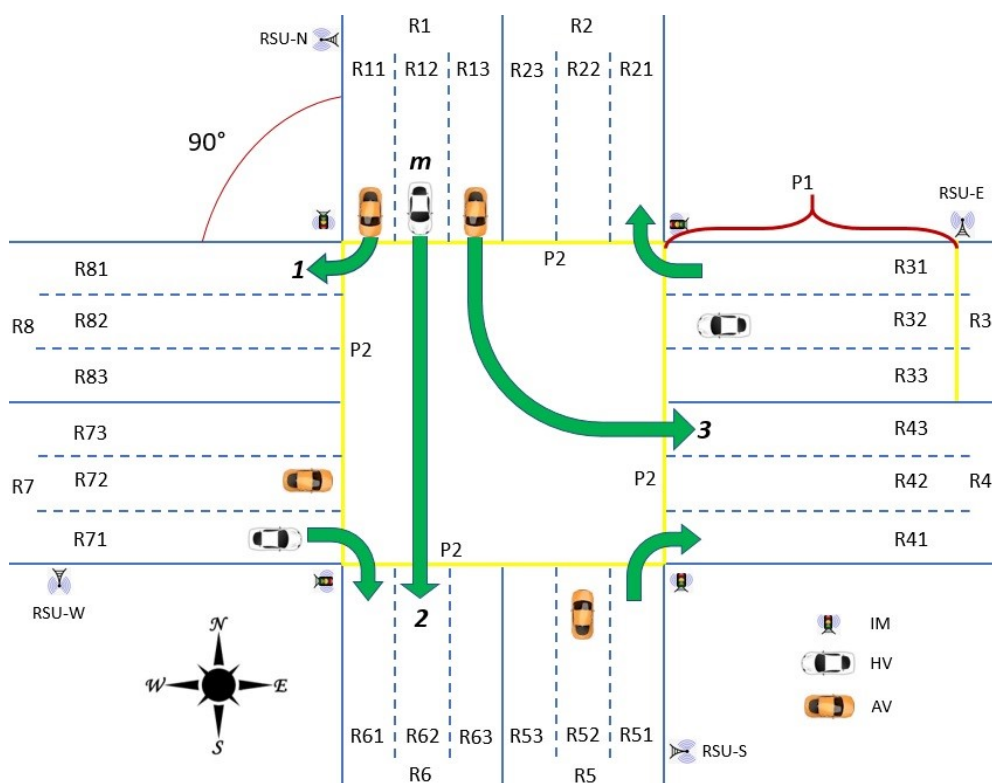 R1 R2
RSU-N
R11 R12 R13 R23 R22 R21
90°
m
P1
RSU-E
1
P2
R81 R31
R8 R82 R32 R3
P2
R83 R33
R73 3 R43
R7 R72 P2 R42 R4
R71 R41
P2
RSU-W
2
N
W E
S
IM
HV
AV
R61 R62 R63 R53 R52 R51 RSU-S
R6 R5